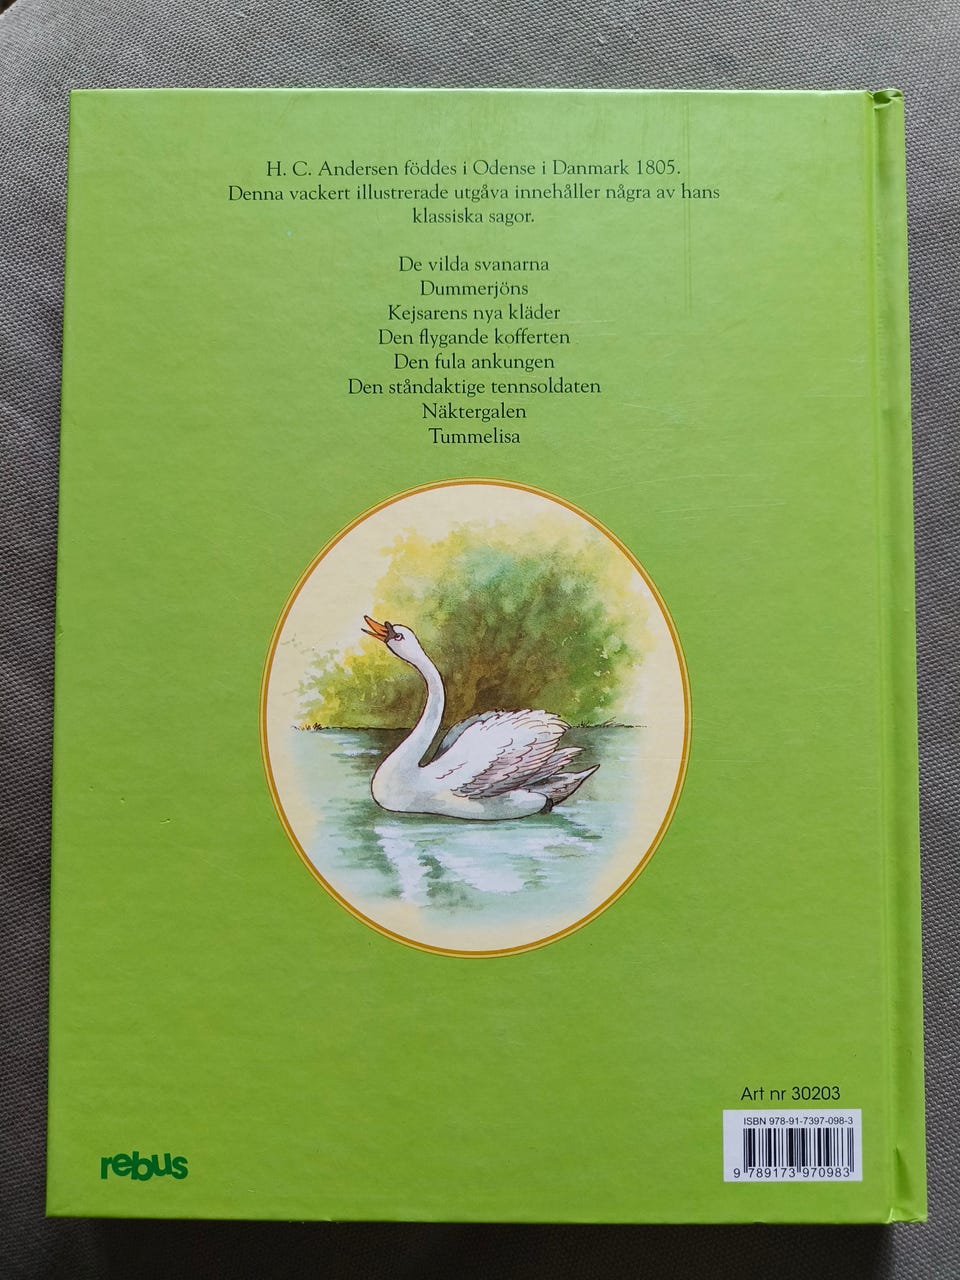 H. C. Andersen föddes i Odense i Danmark 1805.
Denna vackert illustrerade utgåva innehåller några av hans
klassiska sagor.
De vilda svanarna
Dummerjöns
Kejsarens nya kläder
Den flygande kofferten
Den fula ankungen
Den ståndaktige tennsoldaten
Näktergalen
Tummelisa
Art nr 30203
ISBN 978-91-7397-098-3
9 789173 970983
rebus